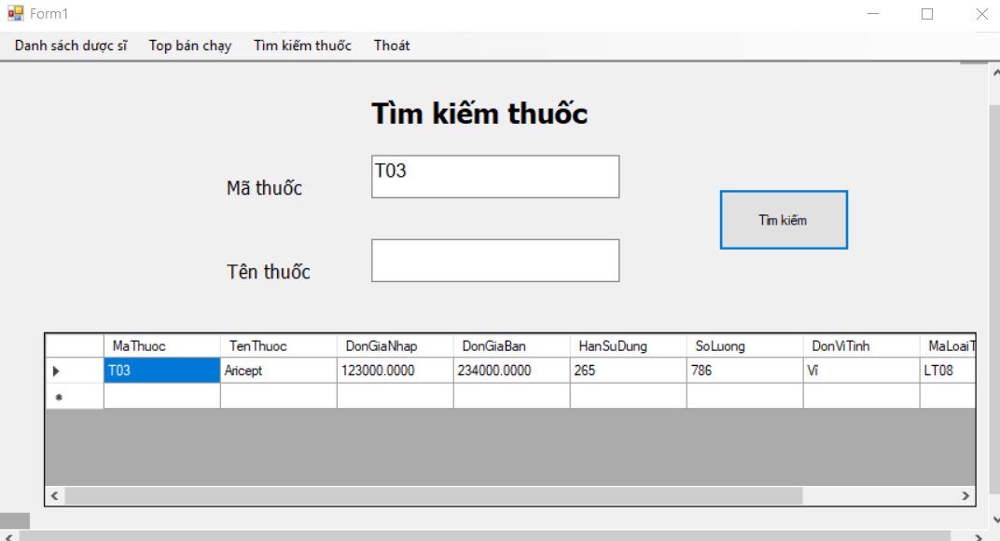 Form1
Danh sách dược sĩ Top bán chạy Tìm kiếm thuốc Thoát
Tìm kiếm thuốc
Mã thuốc T03
Tìm kiếm
Tên thuốc
MaThuoc TenThuoc DonGiaNhap DonGiaBan HanSuDung SoLuong DonViTinh MaLoaiT
T03 Aricept 123000.0000 234000.0000 265 786 Vĩ LT08